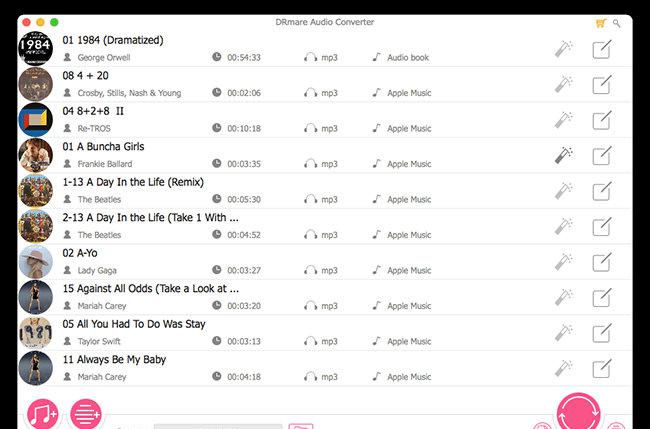 DRmare Audio Converter
01 1984 (Dramatized)
George Orwell 00:54:33 mp3 Audio book
08 4 + 20
Crosby, Stills, Nash & Young 00:02:06 mp3 Apple Music
04 8+2+8 II
Re-TROS 00:10:18 mp3 Apple Music
01 A Buncha Girls
Frankie Ballard 00:03:35 mp3 Apple Music
1-13 A Day In the Life (Remix)
The Beatles 00:05:30 mp3 Apple Music
2-13 A Day In the Life (Take 1 With ...
The Beatles 00:04:52 mp3 Apple Music
02 A-Yo
Lady Gaga 00:03:27 mp3 Apple Music
15 Against All Odds (Take a Look at ...
Mariah Carey 00:03:20 mp3 Apple Music
05 All You Had To Do Was Stay
Taylor Swift 00:03:13 mp3 Apple Music
11 Always Be My Baby
Mariah Carey 00:04:18 mp3 Apple Music